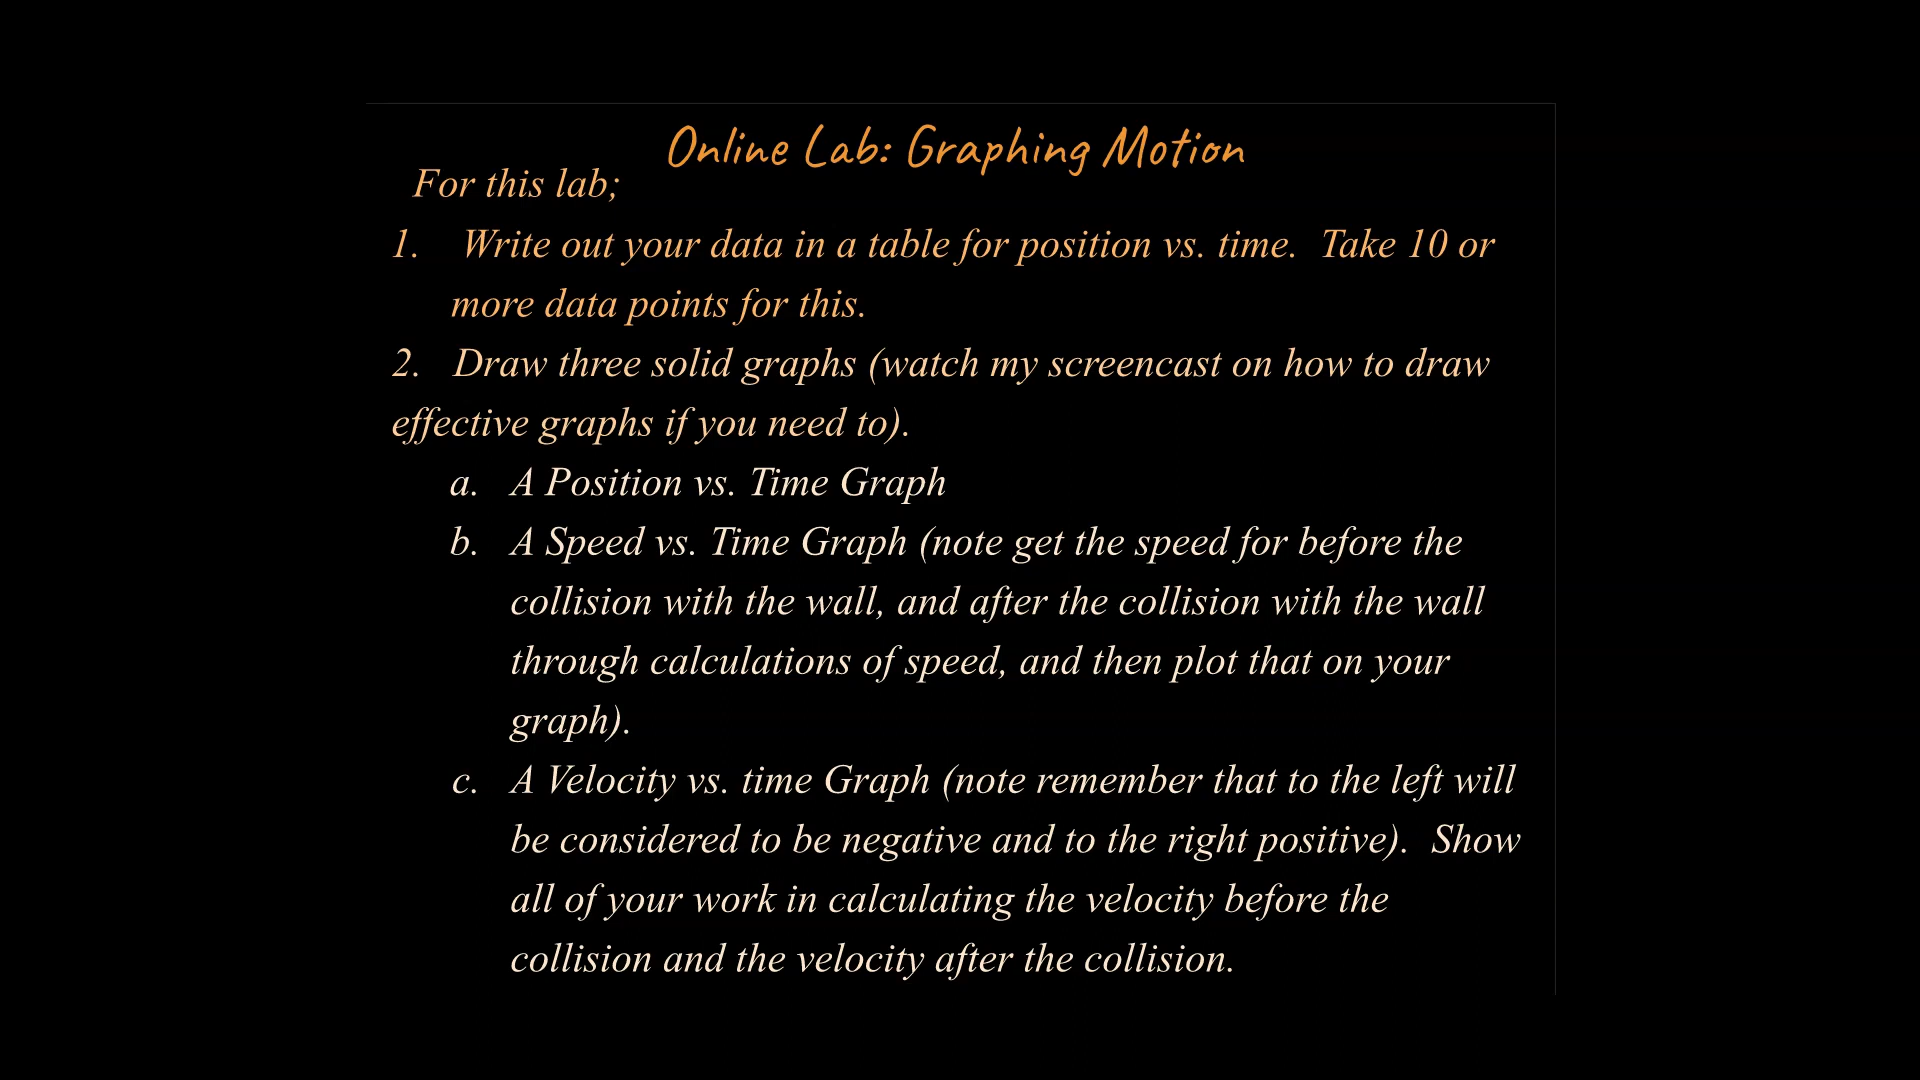 Online Lab: Graphing Motion
For this lab;
1. Write out your data in a table for position vs. time. Take 10 or
more data points for this.
2. Draw three solid graphs (watch my screencast on how to draw
effective graphs if you need to).
a. A Position vs. Time Graph
b. A Speed vs. Time Graph (note get the speed for before the
collision with the wall, and after the collision with the wall
through calculations of speed, and then plot that on your
graph).
c. A Velocity vs. time Graph (note remember that to the left will
be considered to be negative and to the right positive). Show
all of your work in calculating the velocity before the
collision and the velocity after the collision.